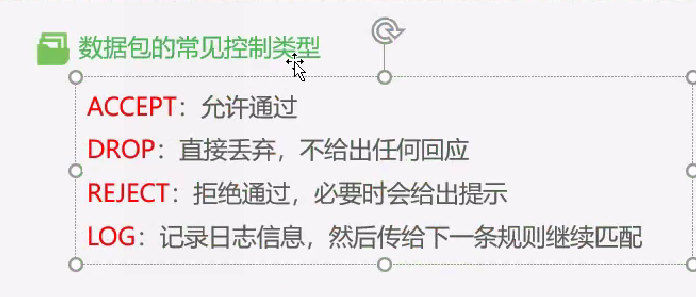 数据包的常见控制类型
ACCEPT：允许通过
DROP：直接丢弃，不给出任何回应
REJECT：拒绝通过，必要时会给出提示
LOG：记录日志信息，然后传给下一条规则继续匹配